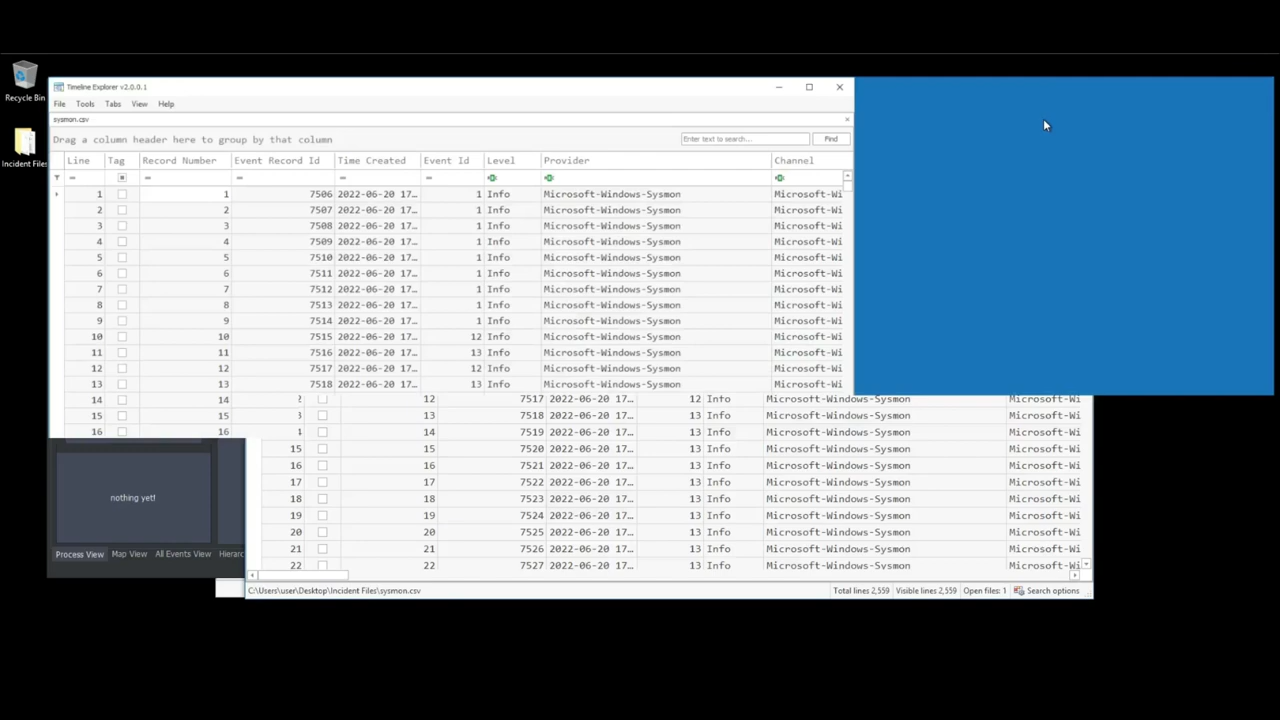 Recycle Bin
Incident Files
Timeline Explorer v2.0.0.1
File Tools Tabs View Help
sysmon.csv
Drag a column header here to group by that column
Enter text to search... Find
Line Tag Record Number Event Record Id Time Created Event Id Level Provider Channel
= = = = =
1 1 7506 2022-06-20 17… 1 Info Microsoft-Windows-Sysmon Microsoft-Wi
2 2 7507 2022-06-20 17… 1 Info Microsoft-Windows-Sysmon Microsoft-Wi
3 3 7508 2022-06-20 17… 1 Info Microsoft-Windows-Sysmon Microsoft-Wi
4 4 7509 2022-06-20 17… 1 Info Microsoft-Windows-Sysmon Microsoft-Wi
5 5 7510 2022-06-20 17… 1 Info Microsoft-Windows-Sysmon Microsoft-Wi
6 6 7511 2022-06-20 17… 1 Info Microsoft-Windows-Sysmon Microsoft-Wi
7 7 7512 2022-06-20 17… 1 Info Microsoft-Windows-Sysmon Microsoft-Wi
8 8 7513 2022-06-20 17… 1 Info Microsoft-Windows-Sysmon Microsoft-Wi
9 9 7514 2022-06-20 17… 1 Info Microsoft-Windows-Sysmon Microsoft-Wi
10 10 7515 2022-06-20 17… 12 Info Microsoft-Windows-Sysmon Microsoft-Wi
11 11 7516 2022-06-20 17… 13 Info Microsoft-Windows-Sysmon Microsoft-Wi
12 12 7517 2022-06-20 17… 12 Info Microsoft-Windows-Sysmon Microsoft-Wi
13 13 7518 2022-06-20 17… 13 Info Microsoft-Windows-Sysmon Microsoft-Wi
14 14 12 7517 2022-06-20 17… 12 Info Microsoft-Windows-Sysmon Microsoft-Wi
15 15 13 7518 2022-06-20 17… 13 Info Microsoft-Windows-Sysmon Microsoft-Wi
16 16 14 7519 2022-06-20 17… 13 Info Microsoft-Windows-Sysmon Microsoft-Wi
15 15 7520 2022-06-20 17… 13 Info Microsoft-Windows-Sysmon Microsoft-Wi
16 16 7521 2022-06-20 17… 13 Info Microsoft-Windows-Sysmon Microsoft-Wi
17 17 7522 2022-06-20 17… 13 Info Microsoft-Windows-Sysmon Microsoft-Wi
18 18 7523 2022-06-20 17… 13 Info Microsoft-Windows-Sysmon Microsoft-Wi
19 19 7524 2022-06-20 17… 13 Info Microsoft-Windows-Sysmon Microsoft-Wi
20 20 7525 2022-06-20 17… 13 Info Microsoft-Windows-Sysmon Microsoft-Wi
21 21 7526 2022-06-20 17… 13 Info Microsoft-Windows-Sysmon Microsoft-Wi
22 22 7527 2022-06-20 17… 13 Info Microsoft-Windows-Sysmon Microsoft-Wi
nothing yet!
Process View Map View All Events View Hierarc
C:\Users\user\Desktop\Incident Files\sysmon.csv Total lines 2,559 Visible lines 2,559 Open files: 1 Search options